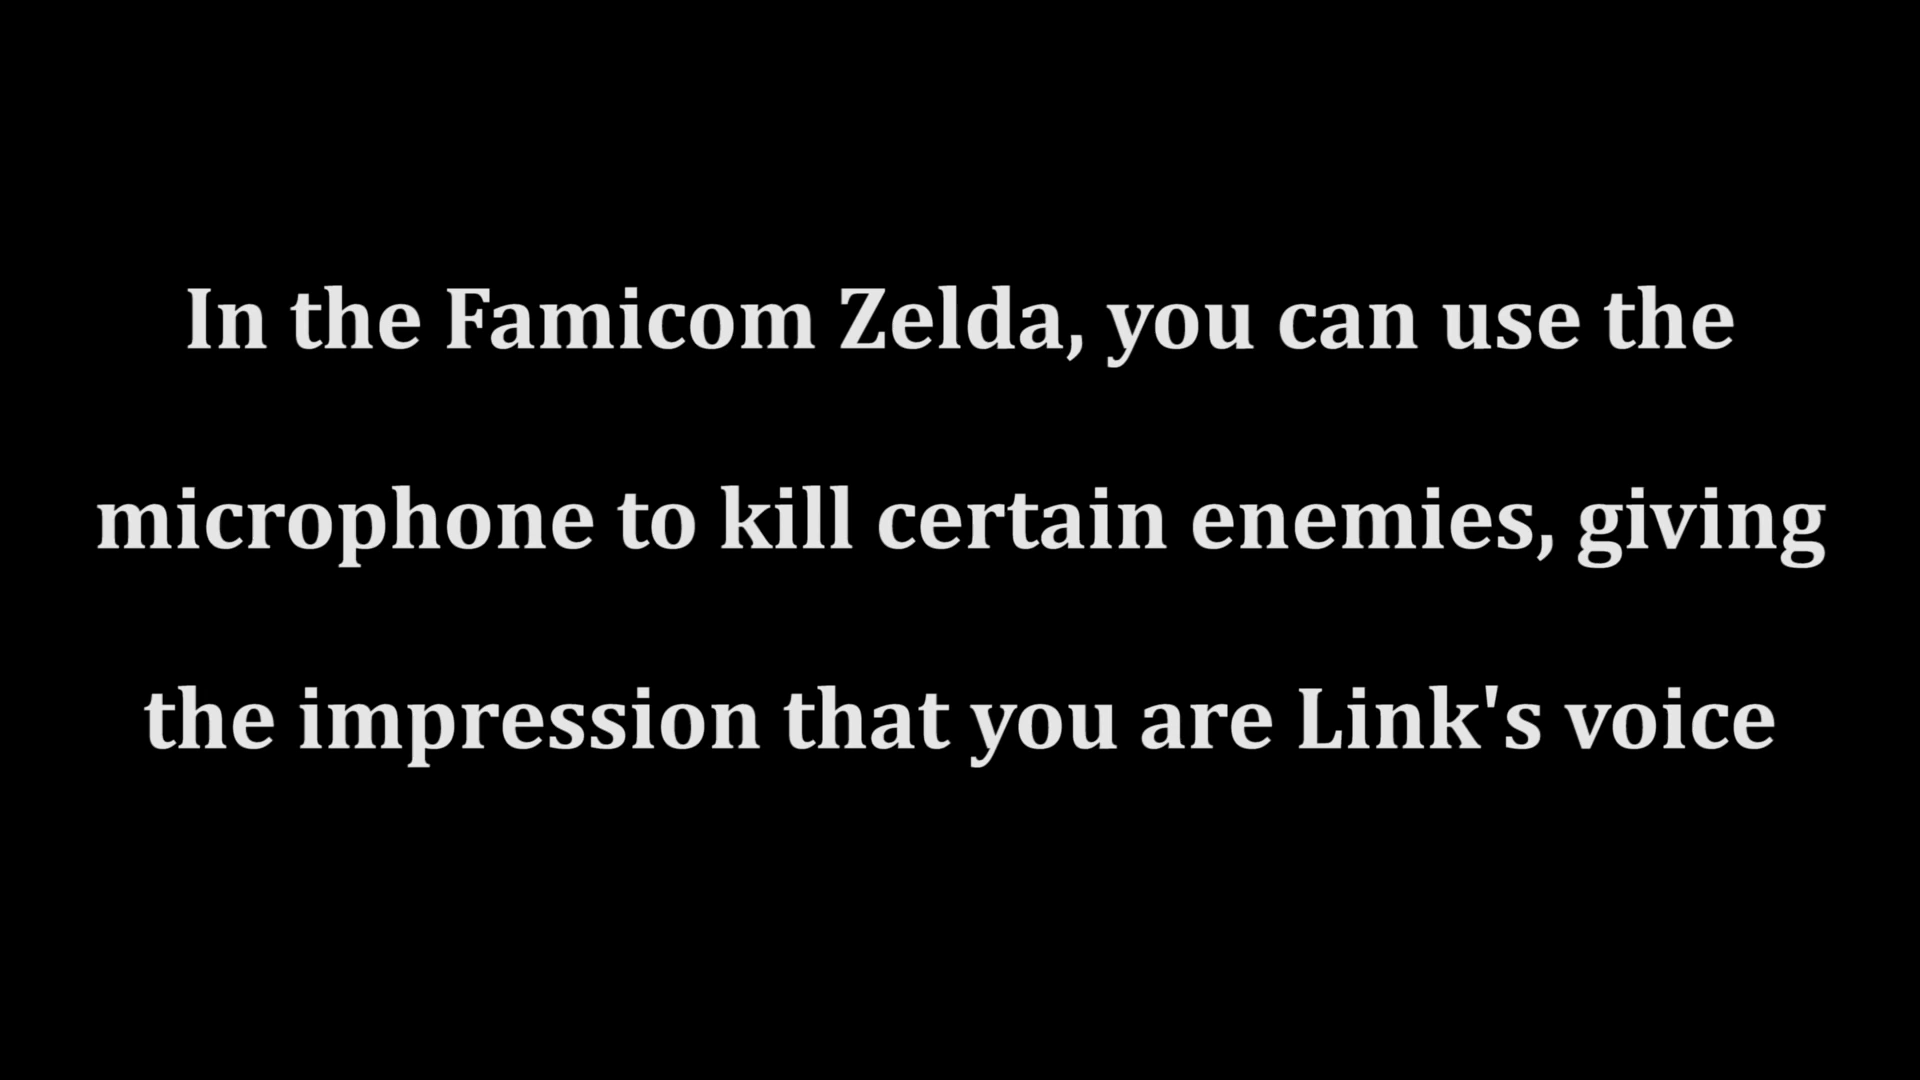 In the Famicom Zelda, you can use the
microphone to kill certain enemies, giving
the impression that you are Link's voice